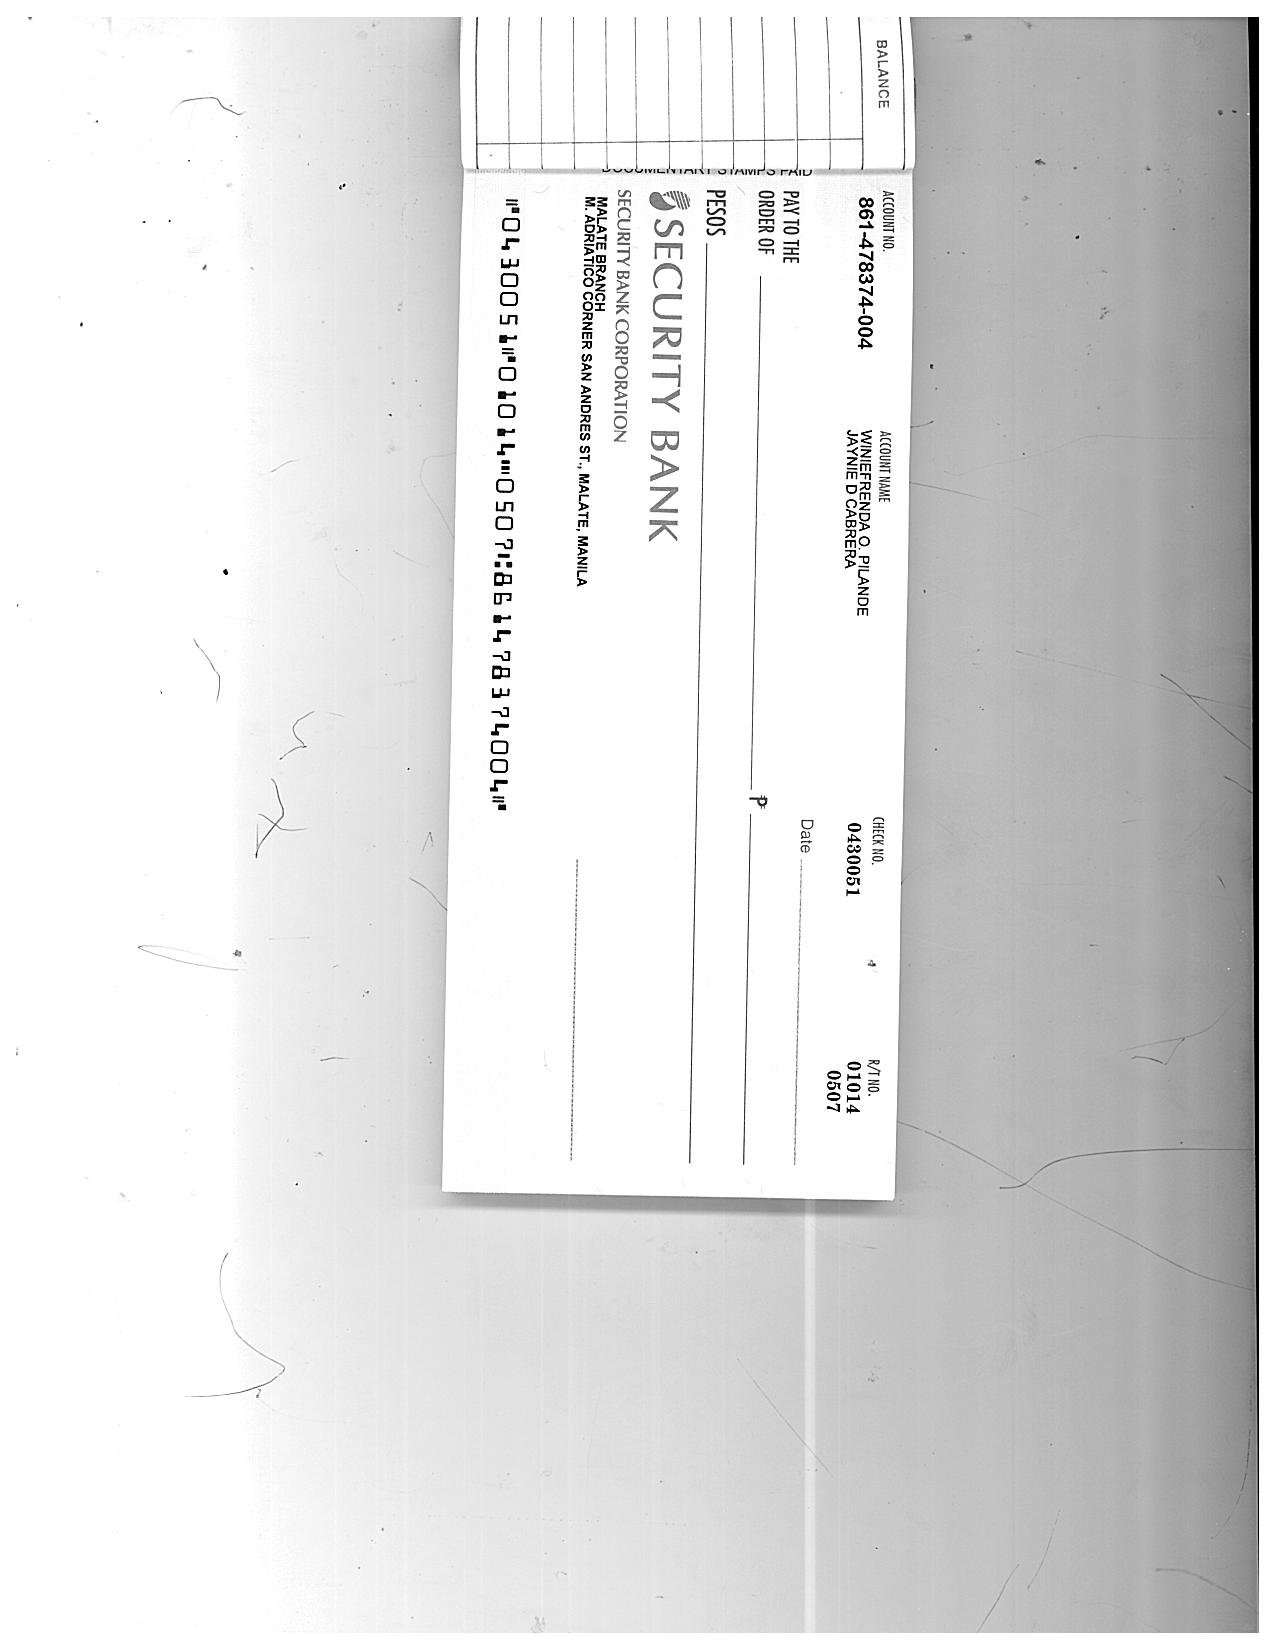 BALANCE
DOCUMENTARY STAMPS PAID
ACCOUNT NO.
861-478374-004
ACCOUNT NAME
WINIEFRENDA O. PILANDE
JAYNIE D CABRERA
CHECK NO.
0430051
R/T NO.
01014
0507
Date
PAY TO THE
ORDER OF
₱
PESOS
SECURITY BANK
SECURITY BANK CORPORATION
MALATE BRANCH
M. ADRIATICO CORNER SAN ANDRES ST., MALATE, MANILA
⑈0430051⑈01014⑉0507⑆861478374004⑈